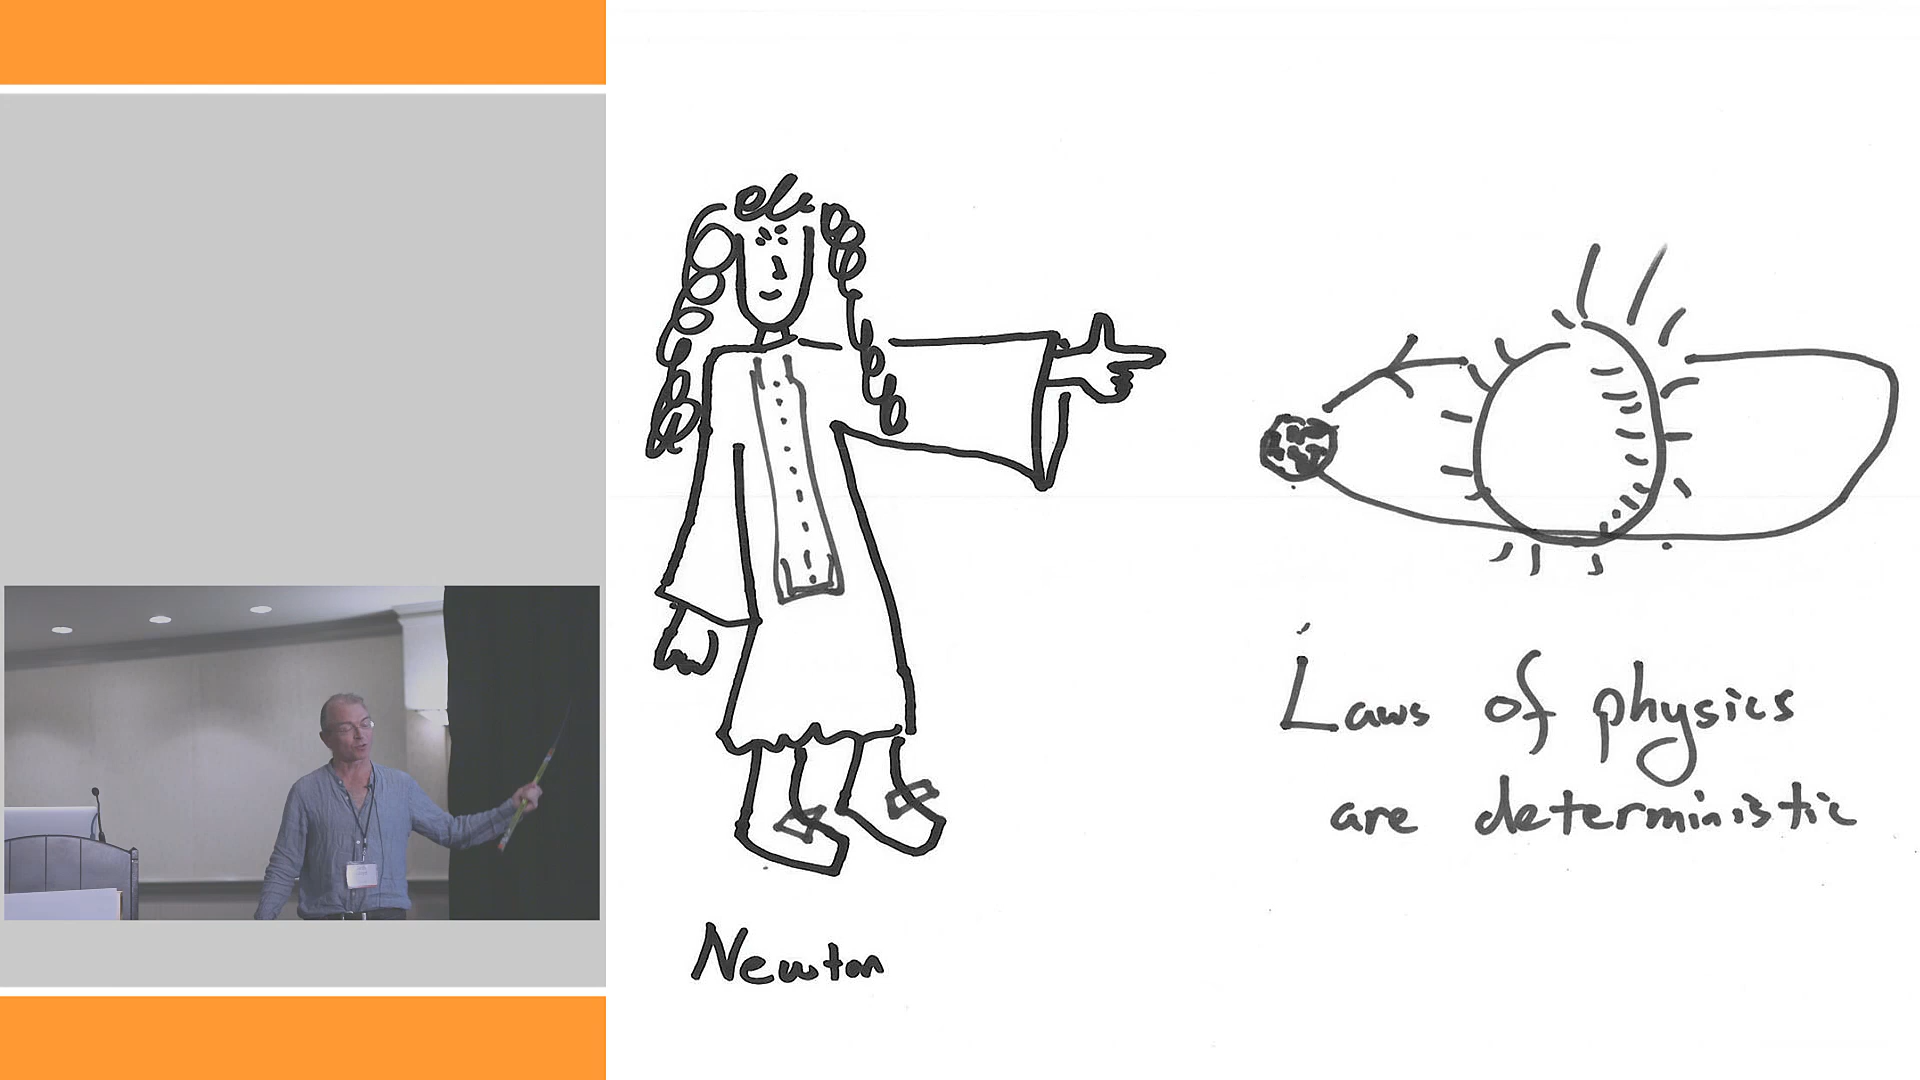 Newton
Laws of physics
are deterministic